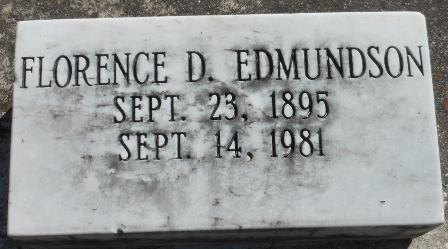 FLORENCE D. EDMUNDSON
SEPT. 23, 1895
SEPT. 14, 1981